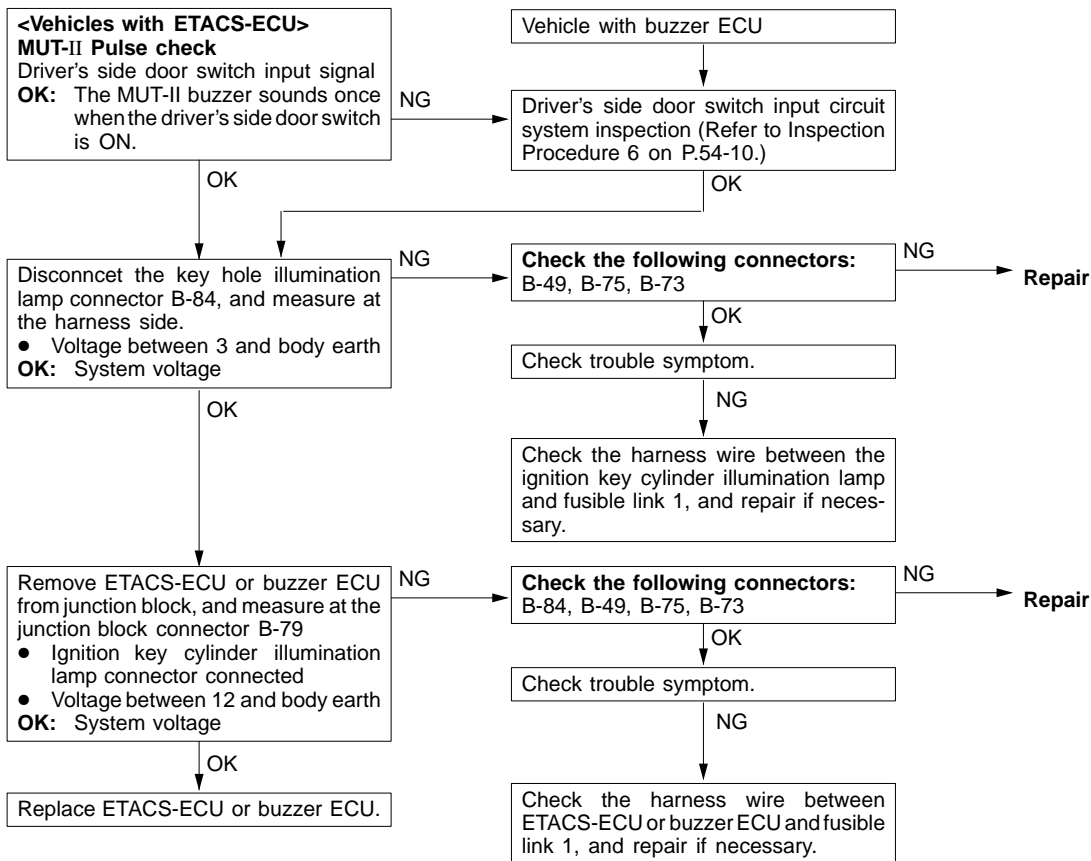 <Vehicles with ETACS-ECU>
MUT-II Pulse check
Driver's side door switch input signal
OK: The MUT-II buzzer sounds once
when the driver's side door switch
is ON.
NG
OK
Vehicle with buzzer ECU
Driver's side door switch input circuit
system inspection (Refer to Inspection
Procedure 6 on P.54-10.)
OK
Disconncet the key hole illumination
lamp connector B-84, and measure at
the harness side.
● Voltage between 3 and body earth
OK: System voltage
NG
OK
Check the following connectors:
B-49, B-75, B-73
NG
Repair
OK
Check trouble symptom.
NG
Check the harness wire between the
ignition key cylinder illumination lamp
and fusible link 1, and repair if neces-
sary.
Remove ETACS-ECU or buzzer ECU
from junction block, and measure at the
junction block connector B-79
● Ignition key cylinder illumination
lamp connector connected
● Voltage between 12 and body earth
OK: System voltage
NG
OK
Replace ETACS-ECU or buzzer ECU.
Check the following connectors:
B-84, B-49, B-75, B-73
NG
Repair
OK
Check trouble symptom.
NG
Check the harness wire between
ETACS-ECU or buzzer ECU and fusible
link 1, and repair if necessary.